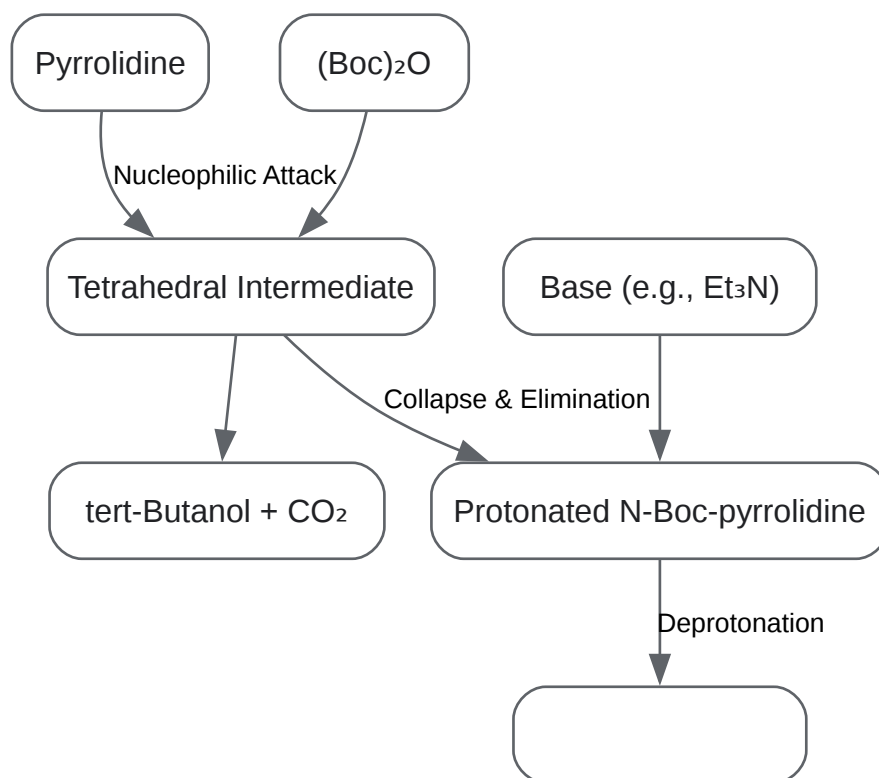 Pyrrolidine
(Boc)₂O
Nucleophilic Attack
Tetrahedral Intermediate
Base (e.g., Et₃N)
Collapse & Elimination
tert-Butanol + CO₂
Protonated N-Boc-pyrrolidine
Deprotonation